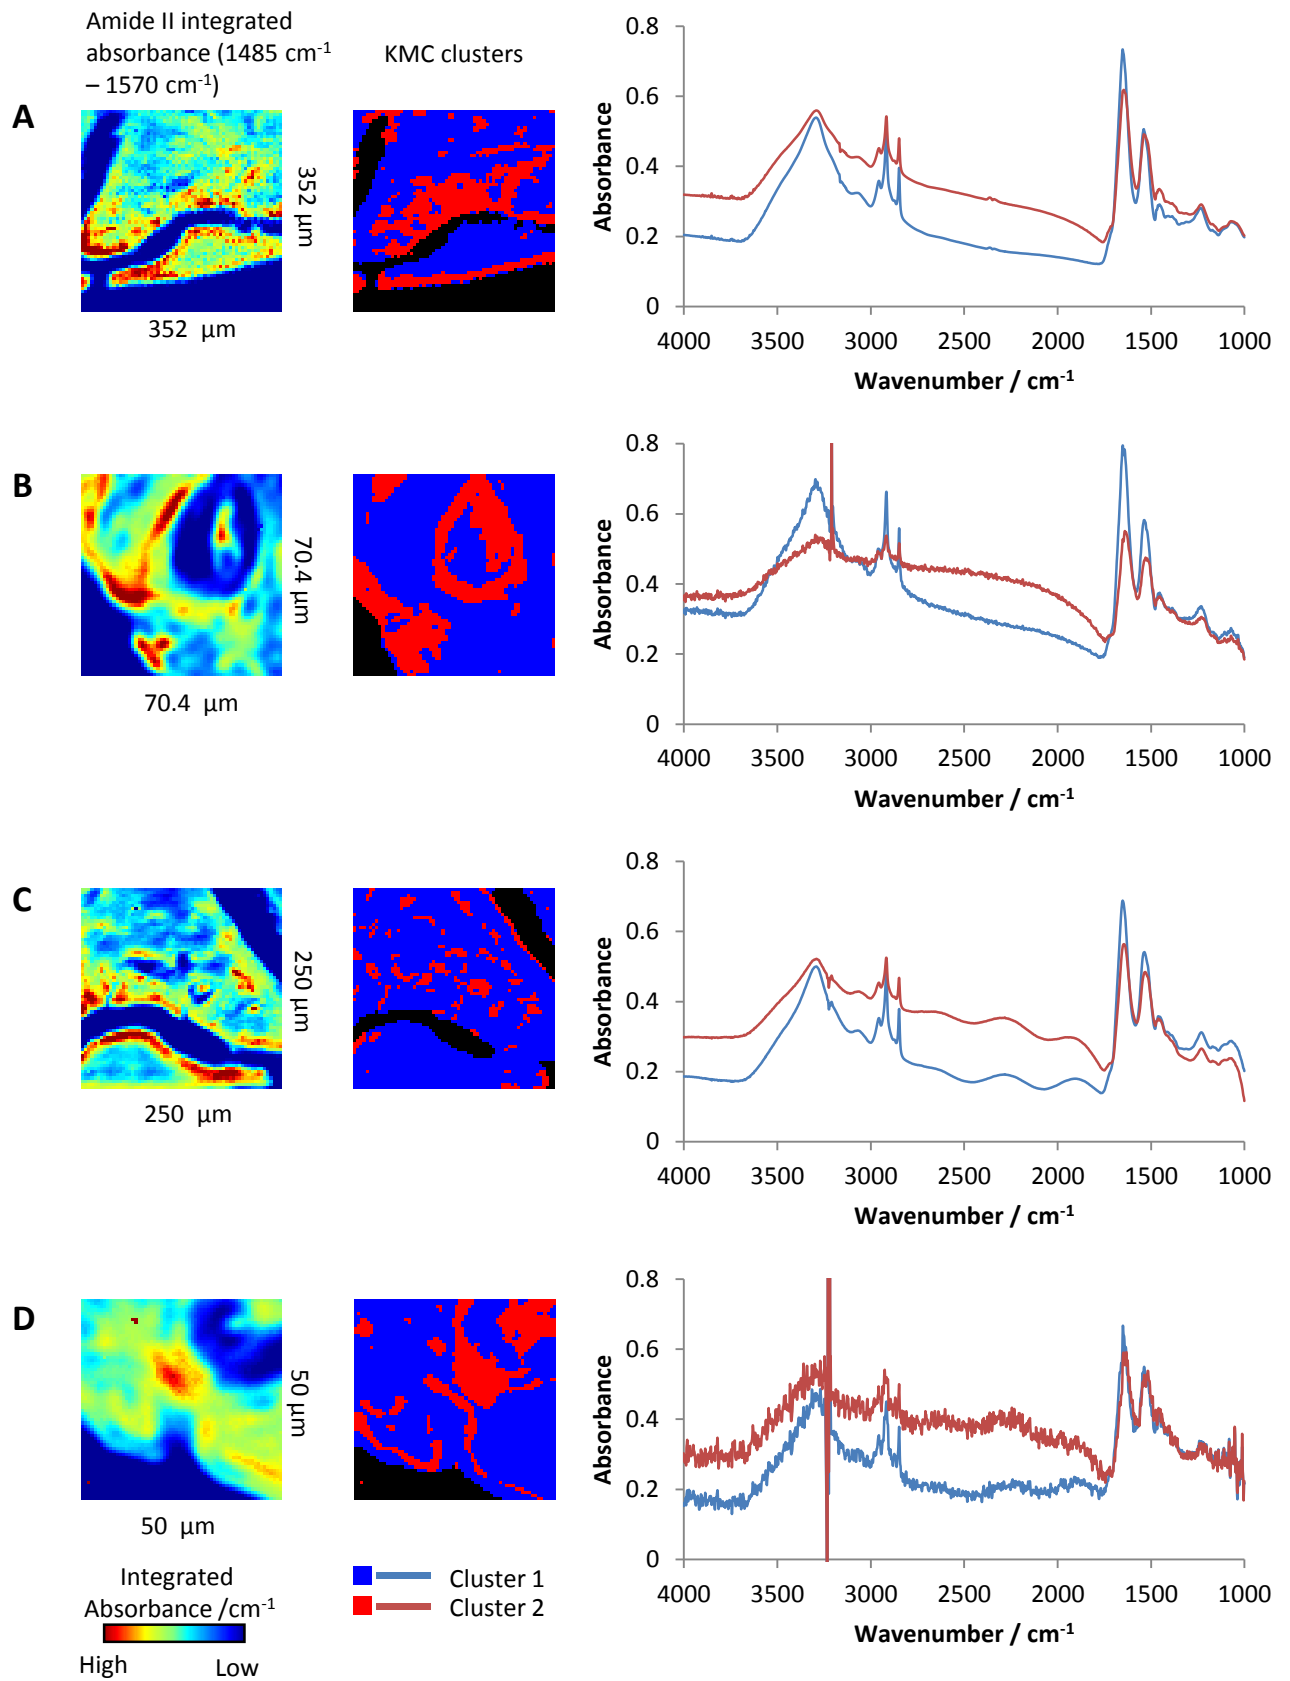 Amide II integrated
absorbance (1485 cm-1
– 1570 cm-1)
KMC clusters
A
352 µm
352 µm
0.8
0.6
0.4
0.2
0
Absorbance
4000 3500 3000 2500 2000 1500 1000
Wavenumber / cm-1
B
70.4 µm
70.4 µm
0.8
0.6
0.4
0.2
0
Absorbance
4000 3500 3000 2500 2000 1500 1000
Wavenumber / cm-1
C
250 µm
250 µm
0.8
0.6
0.4
0.2
0
Absorbance
4000 3500 3000 2500 2000 1500 1000
Wavenumber / cm-1
D
50 µm
50 µm
0.8
0.6
0.4
0.2
0
Absorbance
4000 3500 3000 2500 2000 1500 1000
Wavenumber / cm-1
Integrated
Absorbance /cm-1
High Low
Cluster 1
Cluster 2